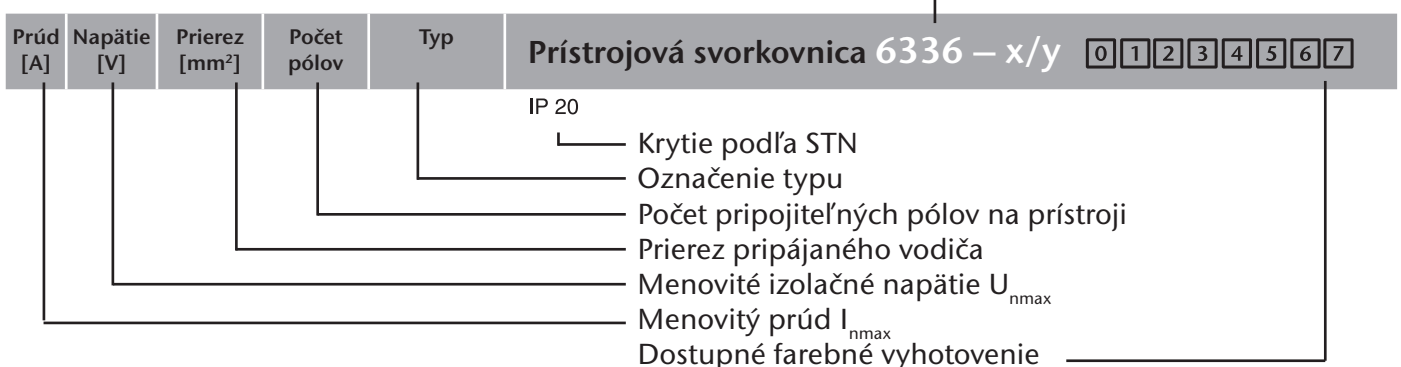 Prúd Napätie Prierez Počet Typ Prístrojová svorkovnica 6336 – x/y 0 1 2 3 4 5 6 7
[A] [V] [mm²] pólov
IP 20
Krytie podľa STN
Označenie typu
Počet pripojiteľných pólov na prístroji
Prierez pripájaného vodiča
Menovité izolačné napätie Unmax
Menovitý prúd Inmax
Dostupné farebné vyhotovenie